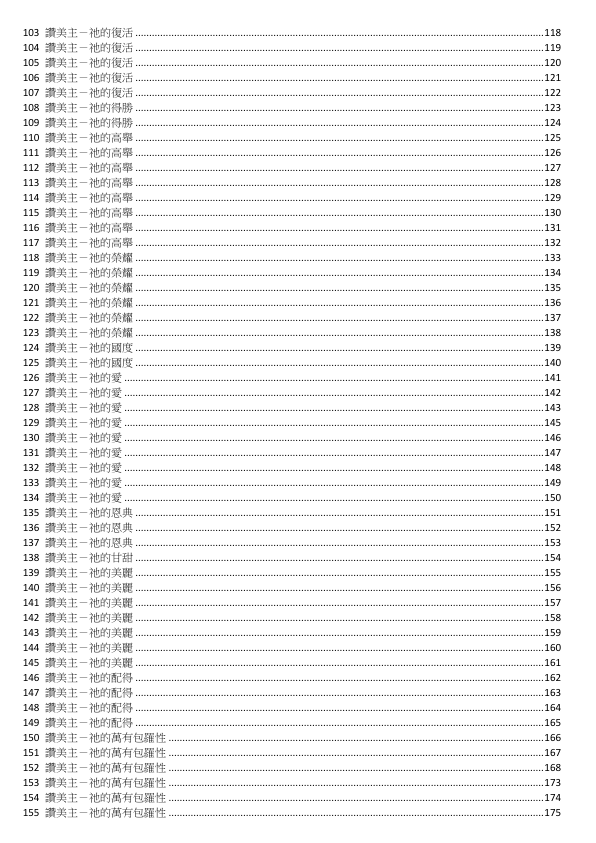 103 讚美主－祂的復活 118
104 讚美主－祂的復活 119
105 讚美主－祂的復活 120
106 讚美主－祂的復活 121
107 讚美主－祂的復活 122
108 讚美主－祂的得勝 123
109 讚美主－祂的得勝 124
110 讚美主－祂的高舉 125
111 讚美主－祂的高舉 126
112 讚美主－祂的高舉 127
113 讚美主－祂的高舉 128
114 讚美主－祂的高舉 129
115 讚美主－祂的高舉 130
116 讚美主－祂的高舉 131
117 讚美主－祂的高舉 132
118 讚美主－祂的榮耀 133
119 讚美主－祂的榮耀 134
120 讚美主－祂的榮耀 135
121 讚美主－祂的榮耀 136
122 讚美主－祂的榮耀 137
123 讚美主－祂的榮耀 138
124 讚美主－祂的國度 139
125 讚美主－祂的國度 140
126 讚美主－祂的愛 141
127 讚美主－祂的愛 142
128 讚美主－祂的愛 143
129 讚美主－祂的愛 145
130 讚美主－祂的愛 146
131 讚美主－祂的愛 147
132 讚美主－祂的愛 148
133 讚美主－祂的愛 149
134 讚美主－祂的愛 150
135 讚美主－祂的恩典 151
136 讚美主－祂的恩典 152
137 讚美主－祂的恩典 153
138 讚美主－祂的甘甜 154
139 讚美主－祂的美麗 155
140 讚美主－祂的美麗 156
141 讚美主－祂的美麗 157
142 讚美主－祂的美麗 158
143 讚美主－祂的美麗 159
144 讚美主－祂的美麗 160
145 讚美主－祂的美麗 161
146 讚美主－祂的配得 162
147 讚美主－祂的配得 163
148 讚美主－祂的配得 164
149 讚美主－祂的配得 165
150 讚美主－祂的萬有包羅性 166
151 讚美主－祂的萬有包羅性 167
152 讚美主－祂的萬有包羅性 168
153 讚美主－祂的萬有包羅性 173
154 讚美主－祂的萬有包羅性 174
155 讚美主－祂的萬有包羅性 175